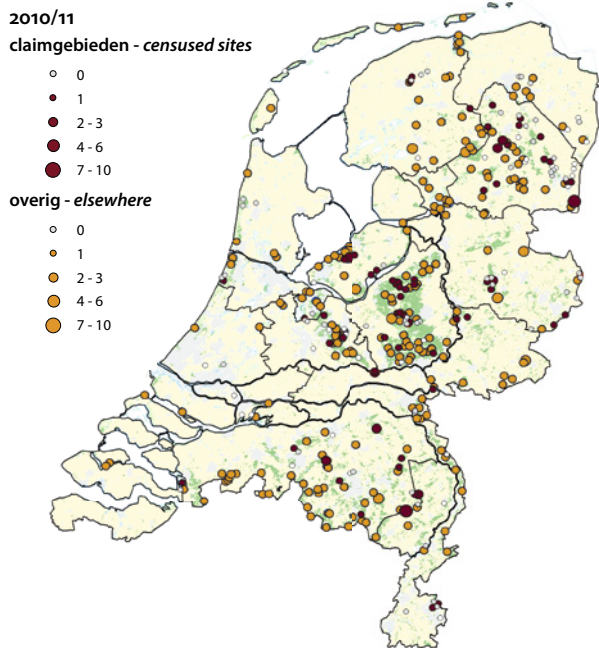 2010/11
claimgebieden - censused sites
0
1
2 - 3
4 - 6
7 - 10
overig - elsewhere
0
1
2 - 3
4 - 6
7 - 10